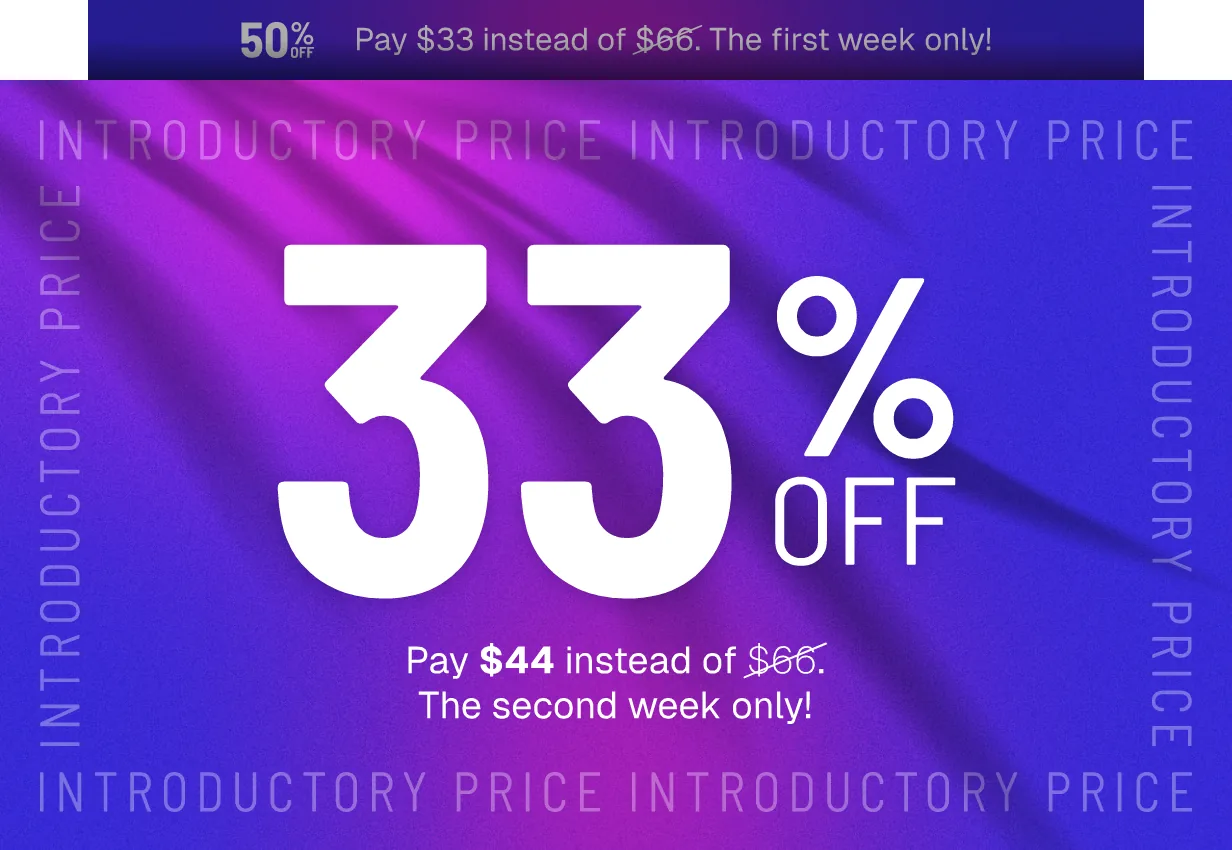 50% OFF Pay $33 instead of $66. The first week only!
INTRODUCTORY PRICE INTRODUCTORY PRICE
INTRODUCTORY PRICE
INTRODUCTORY PRICE
33% OFF
Pay $44 instead of $66.
The second week only!
INTRODUCTORY PRICE INTRODUCTORY PRICE